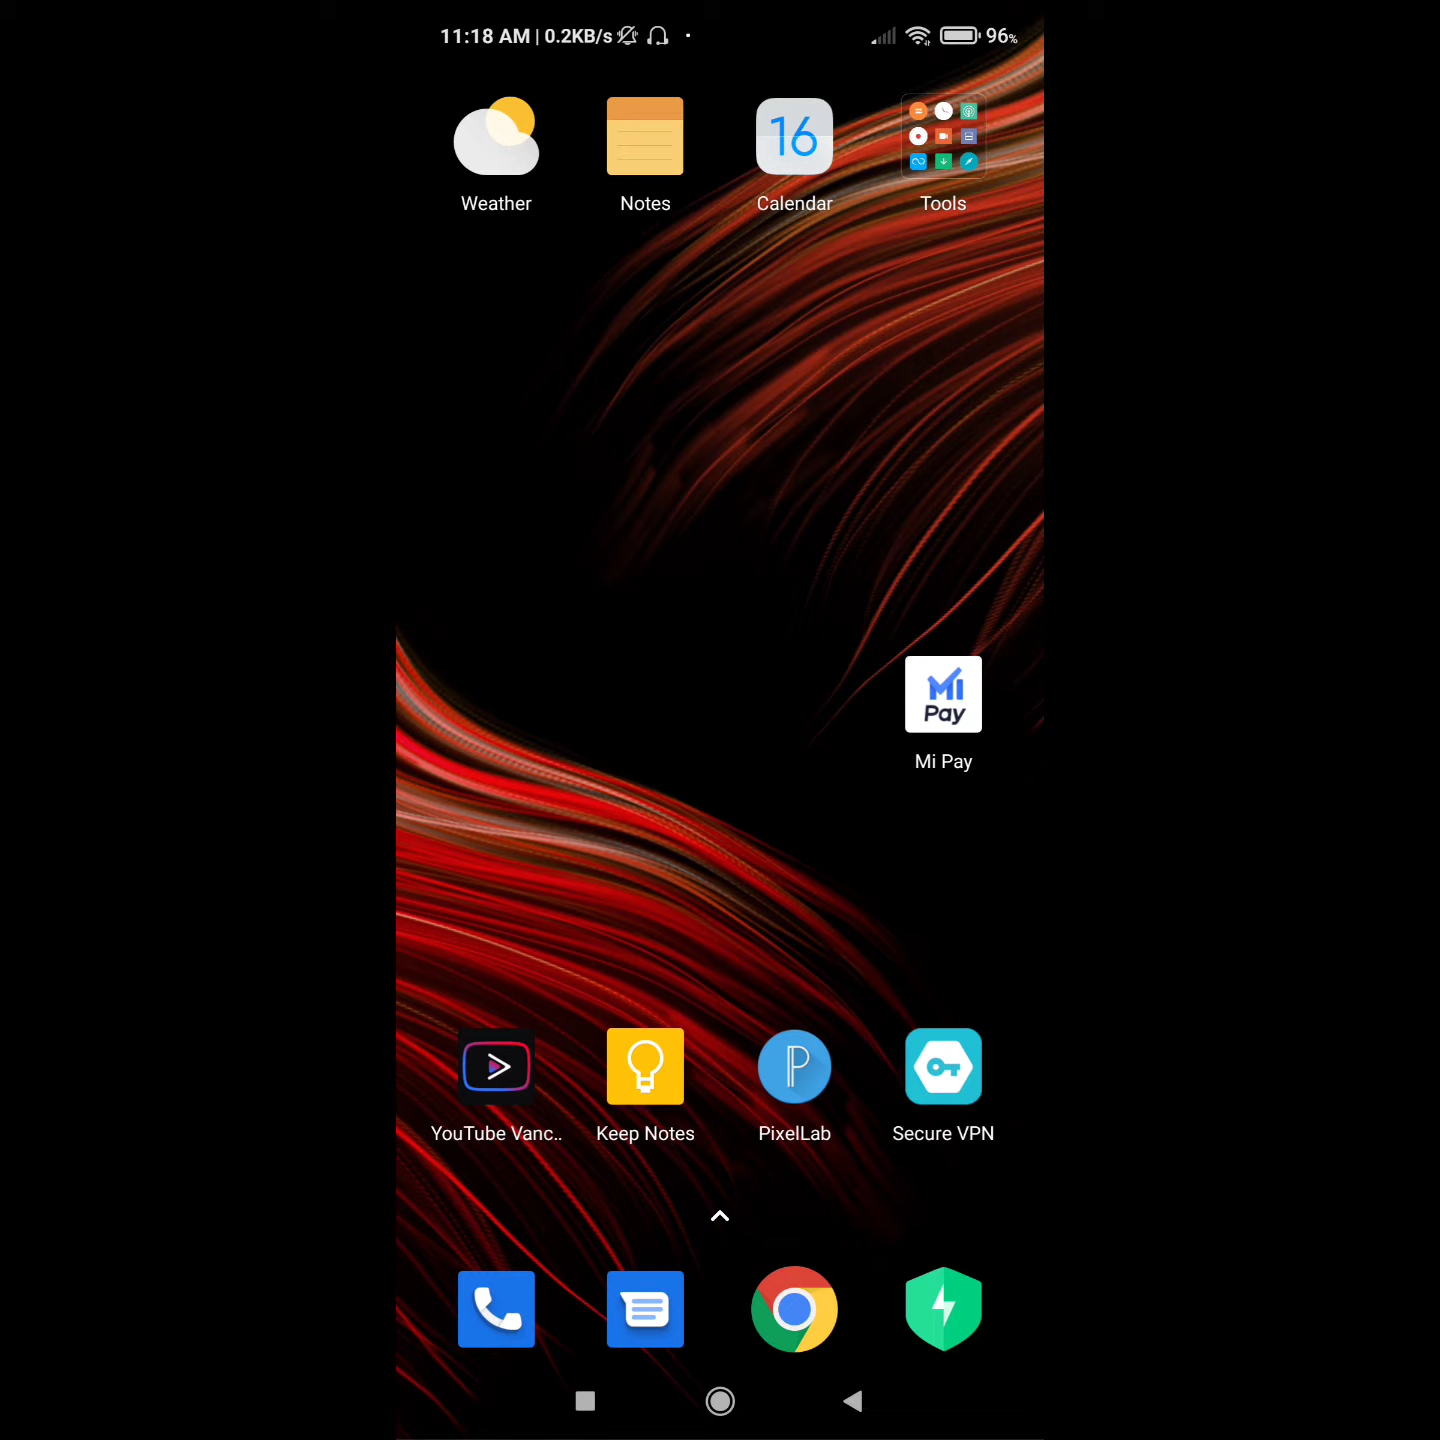 11:18 AM | 0.2KB/s
96%
16
Weather
Notes
Calendar
Tools
Mi
Pay
Mi Pay
P
YouTube Vanc..
Keep Notes
PixelLab
Secure VPN